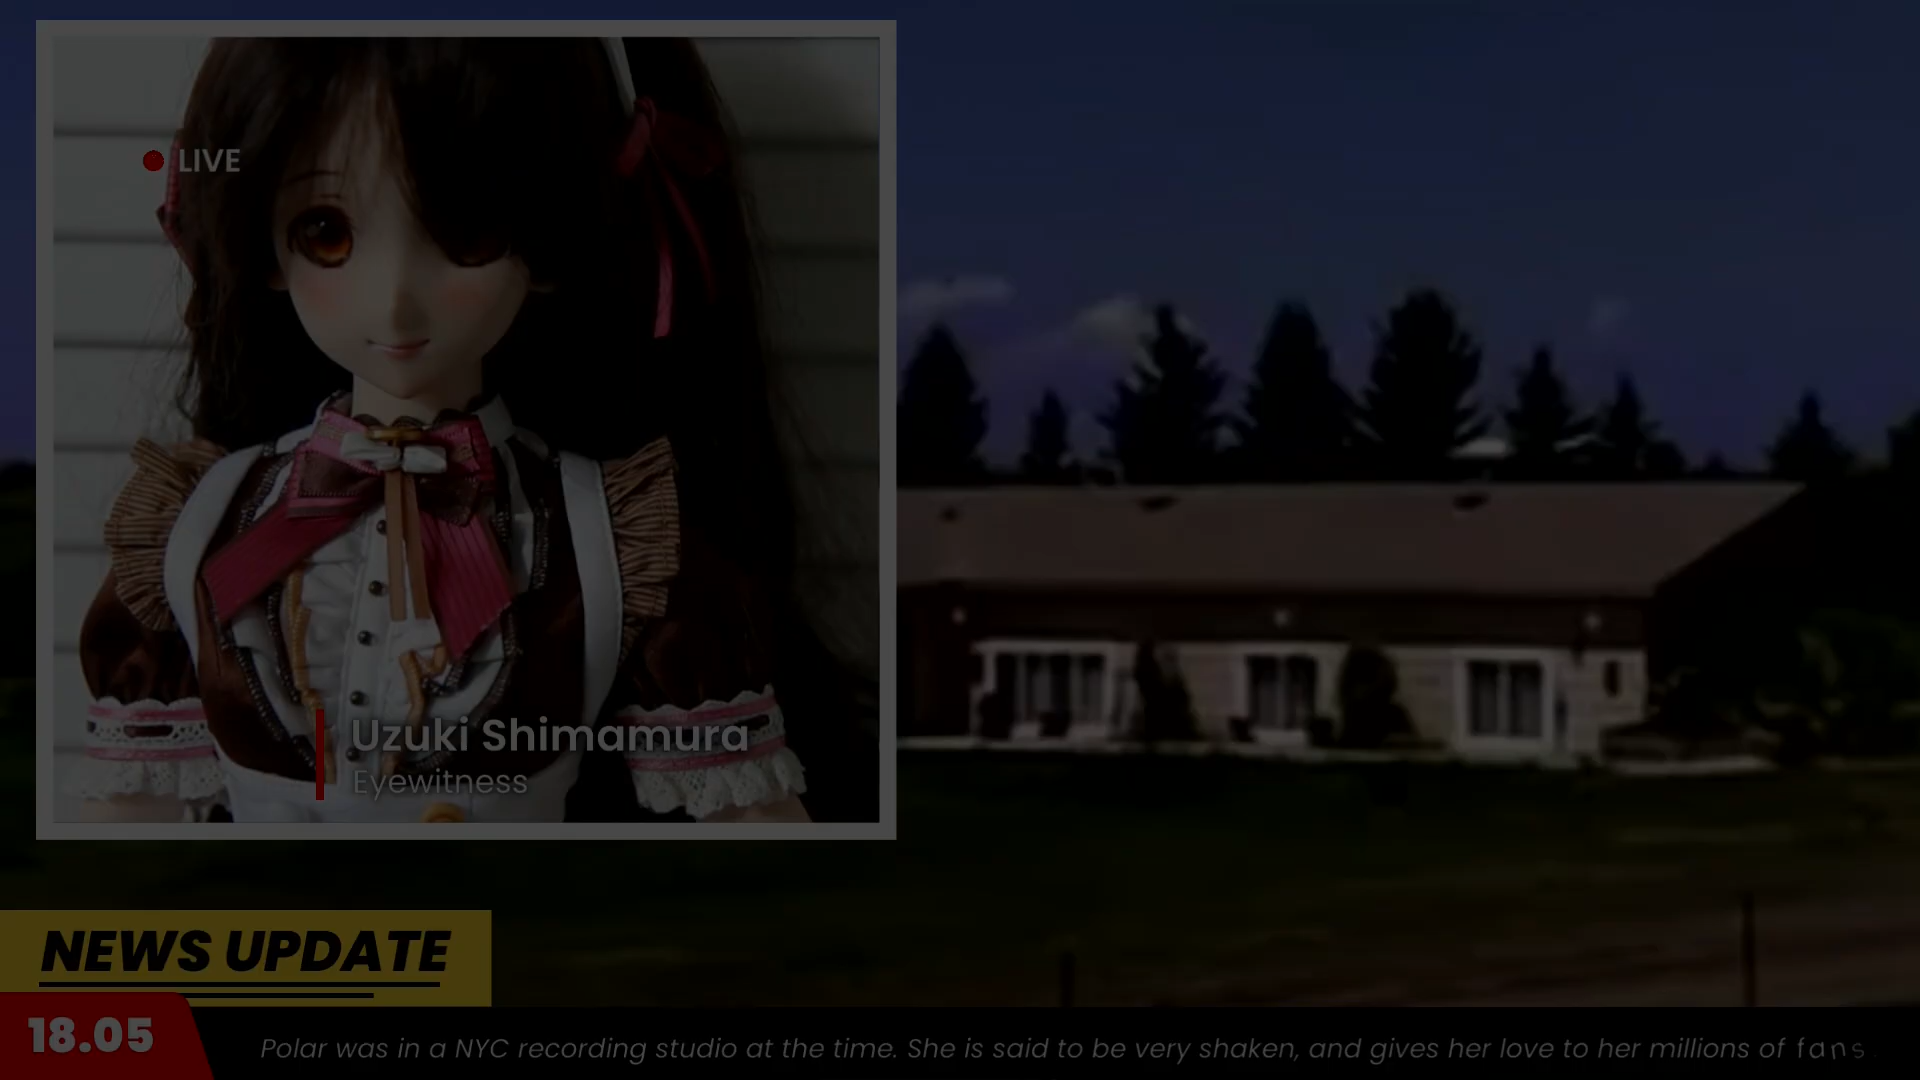 LIVE
Uzuki Shimamura
Eyewitness
NEWS UPDATE
18.05
Polar was in a NYC recording studio at the time. She is said to be very shaken, and gives her love to her millions of fans.